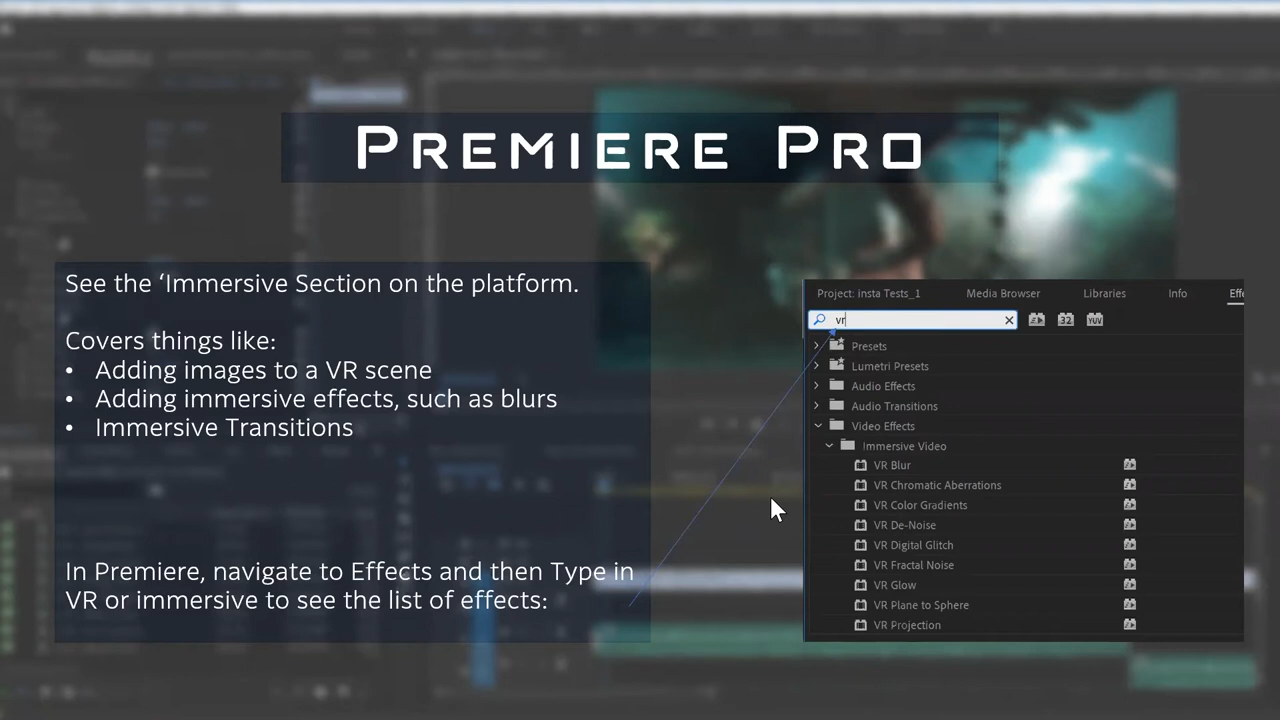 PREMIERE PRO
See the ‘Immersive Section on the platform.
Covers things like:
• Adding images to a VR scene
• Adding immersive effects, such as blurs
• Immersive Transitions
In Premiere, navigate to Effects and then Type in
VR or immersive to see the list of effects:
Project: insta Tests_1 Media Browser Libraries Info Effe
vr
32 YUV
Presets
Lumetri Presets
Audio Effects
Audio Transitions
Video Effects
Immersive Video
VR Blur
VR Chromatic Aberrations
VR Color Gradients
VR De-Noise
VR Digital Glitch
VR Fractal Noise
VR Glow
VR Plane to Sphere
VR Projection